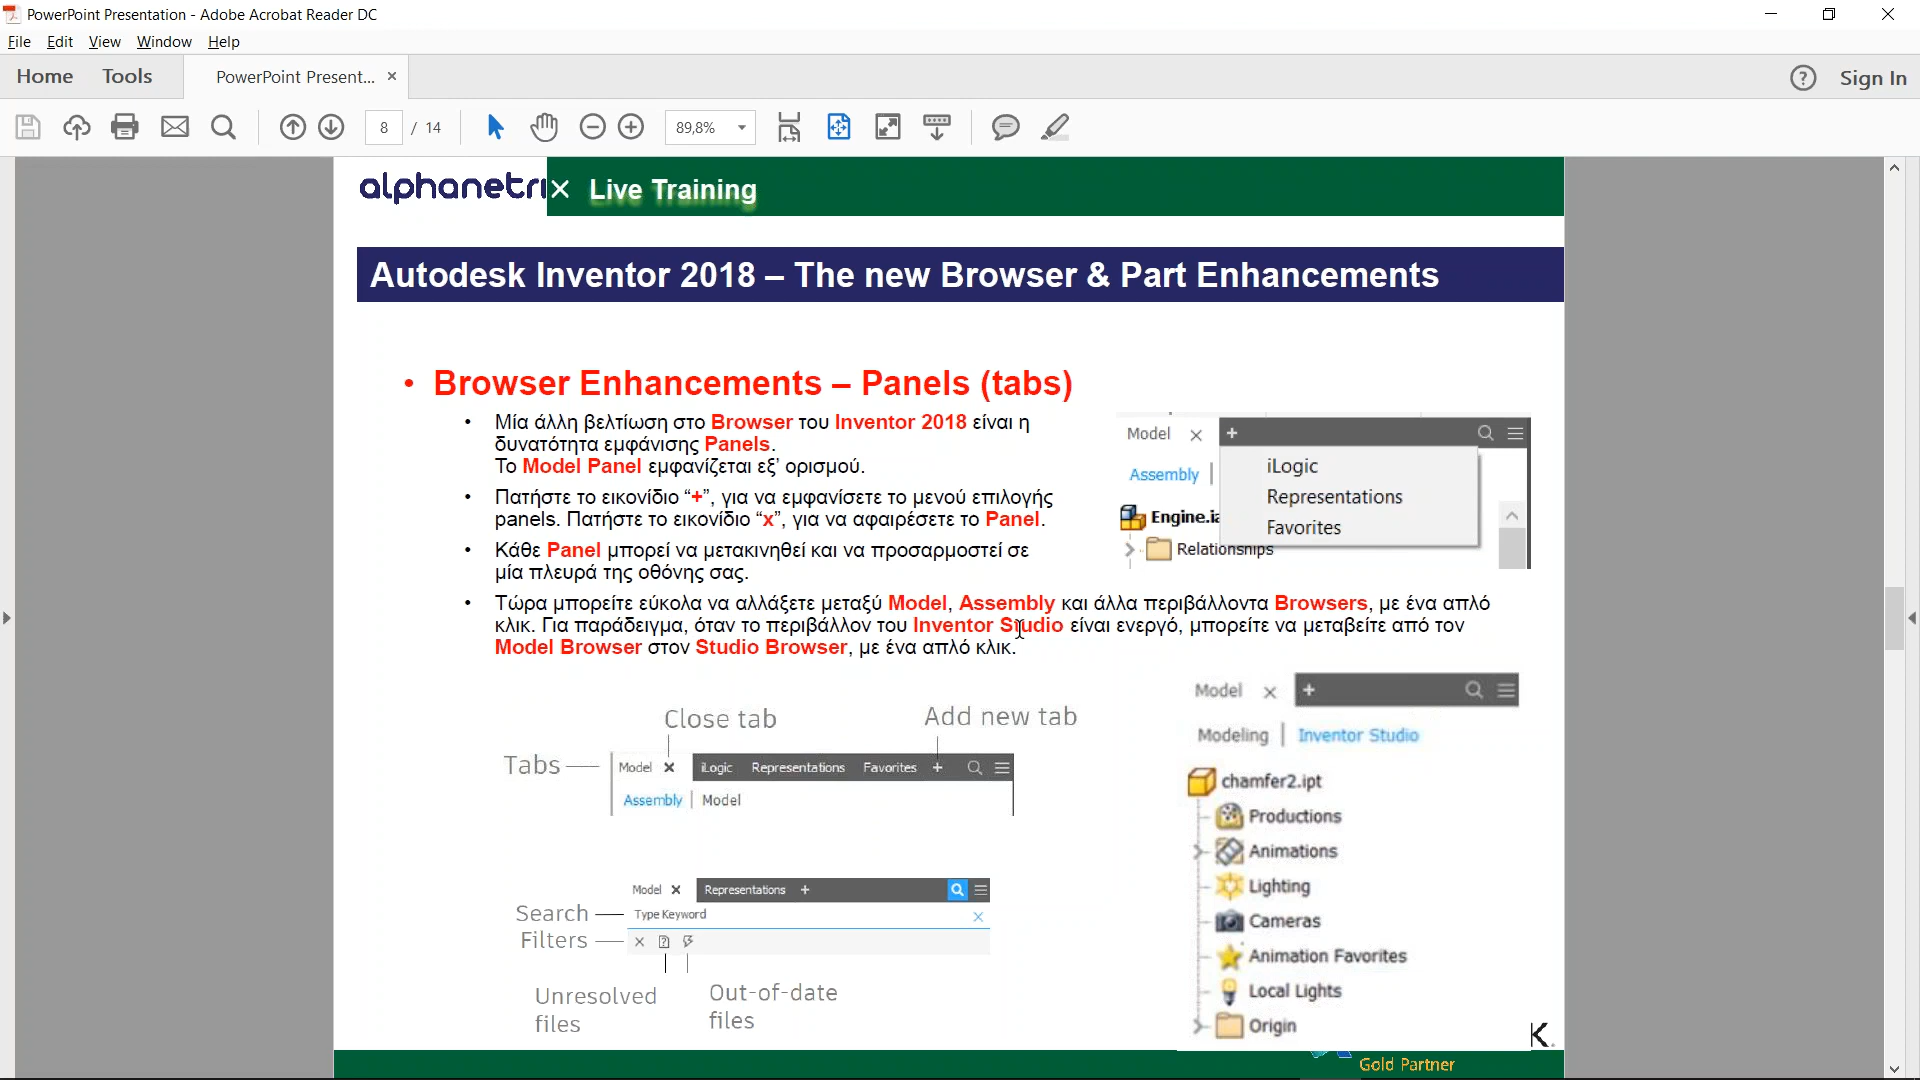 PowerPoint Presentation - Adobe Acrobat Reader DC
File Edit View Window Help
Home Tools PowerPoint Present... × Sign In
8 / 14 89,8%
alphanetrix Live Training
Autodesk Inventor 2018 – The new Browser & Part Enhancements
• Browser Enhancements – Panels (tabs)
• Μία άλλη βελτίωση στο Browser του Inventor 2018 είναι η
δυνατότητα εμφάνισης Panels.
Το Model Panel εμφανίζεται εξ’ ορισμού.
• Πατήστε το εικονίδιο “+”, για να εμφανίσετε το μενού επιλογής
panels. Πατήστε το εικονίδιο “x”, για να αφαιρέσετε το Panel.
• Κάθε Panel μπορεί να μετακινηθεί και να προσαρμοστεί σε
μία πλευρά της οθόνης σας.
• Τώρα μπορείτε εύκολα να αλλάξετε μεταξύ Model, Assembly και άλλα περιβάλλοντα Browsers, με ένα απλό
κλικ. Για παράδειγμα, όταν το περιβάλλον του Inventor Studio είναι ενεργό, μπορείτε να μεταβείτε από τον
Model Browser στον Studio Browser, με ένα απλό κλικ.
Model × +
Assembly |
iLogic
Representations
Favorites
Engine.ia
Relationships
Close tab
Add new tab
Tabs
Model × iLogic Representations Favorites +
Assembly | Model
Model × Representations +
Search
Type Keyword
Filters
Unresolved
files
Out-of-date
files
Model × +
Modeling | Inventor Studio
chamfer2.ipt
Productions
Animations
Lighting
Cameras
Animation Favorites
Local Lights
Origin
K.
Gold Partner